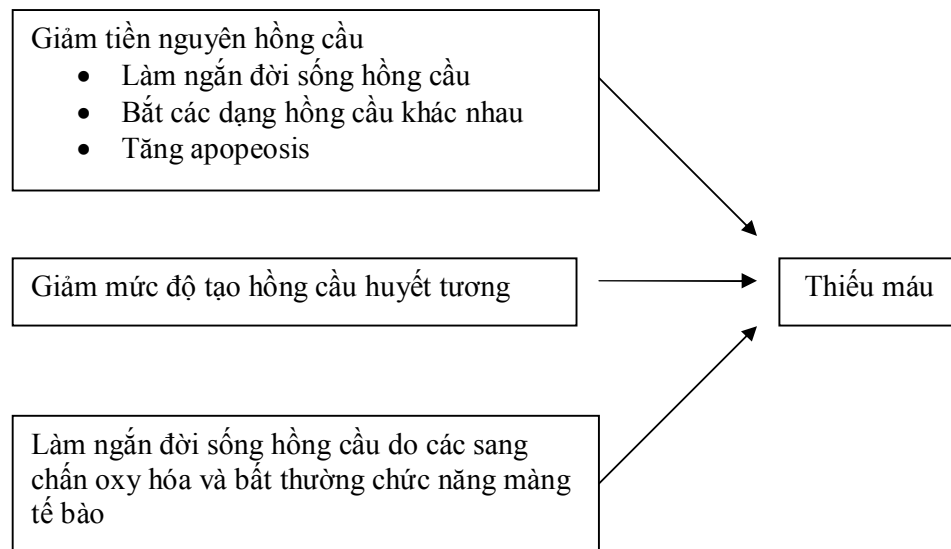 Giảm tiền nguyên hồng cầu
• Làm ngắn đời sống hồng cầu
• Bắt các dạng hồng cầu khác nhau
• Tăng apopeosis
Giảm mức độ tạo hồng cầu huyết tương
Thiếu máu
Làm ngắn đời sống hồng cầu do các sang
chấn oxy hóa và bất thường chức năng màng
tế bào